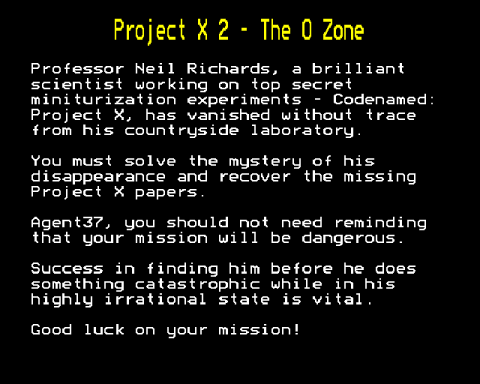 Project X 2 - The O Zone
Professor Neil Richards, a brilliant
scientist working on top secret
miniturization experiments - Codenamed:
Project X, has vanished without trace
from his countryside laboratory.
You must solve the mystery of his
disappearance and recover the missing
Project X papers.
Agent37, you should not need reminding
that your mission will be dangerous.
Success in finding him before he does
something catastrophic while in his
highly irrational state is vital.
Good luck on your mission!